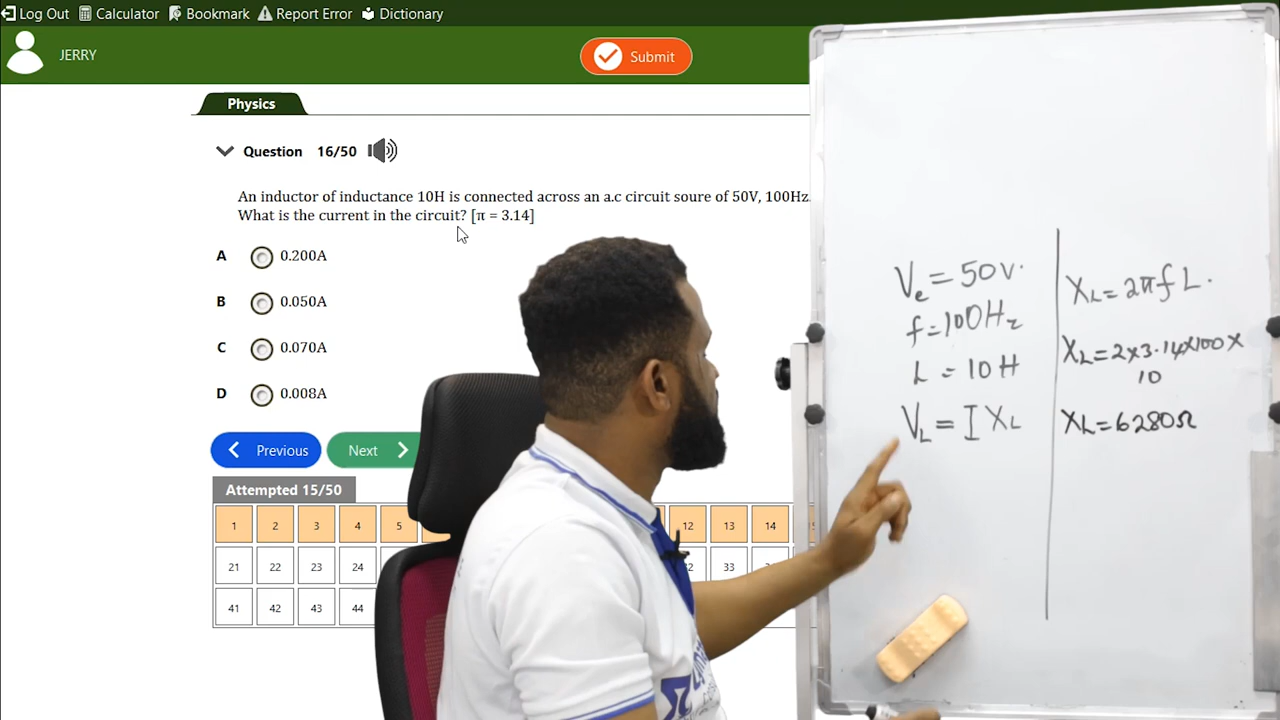 Log Out Calculator Bookmark Report Error Dictionary
JERRY
Submit
Physics
Question 16/50
An inductor of inductance 10H is connected across an a.c circuit soure of 50V, 100Hz.
What is the current in the circuit? [π = 3.14]
A 0.200A
B 0.050A
C 0.070A
D 0.008A
Previous Next
Attempted 15/50
1 2 3 4 5 12 13 14
21 22 23 24 33
41 42 43 44
Ve = 50V.
f = 100Hz
L = 10H
VL = I XL
XL = 2πfL.
XL = 2x3.14x100x
10
XL = 6280Ω